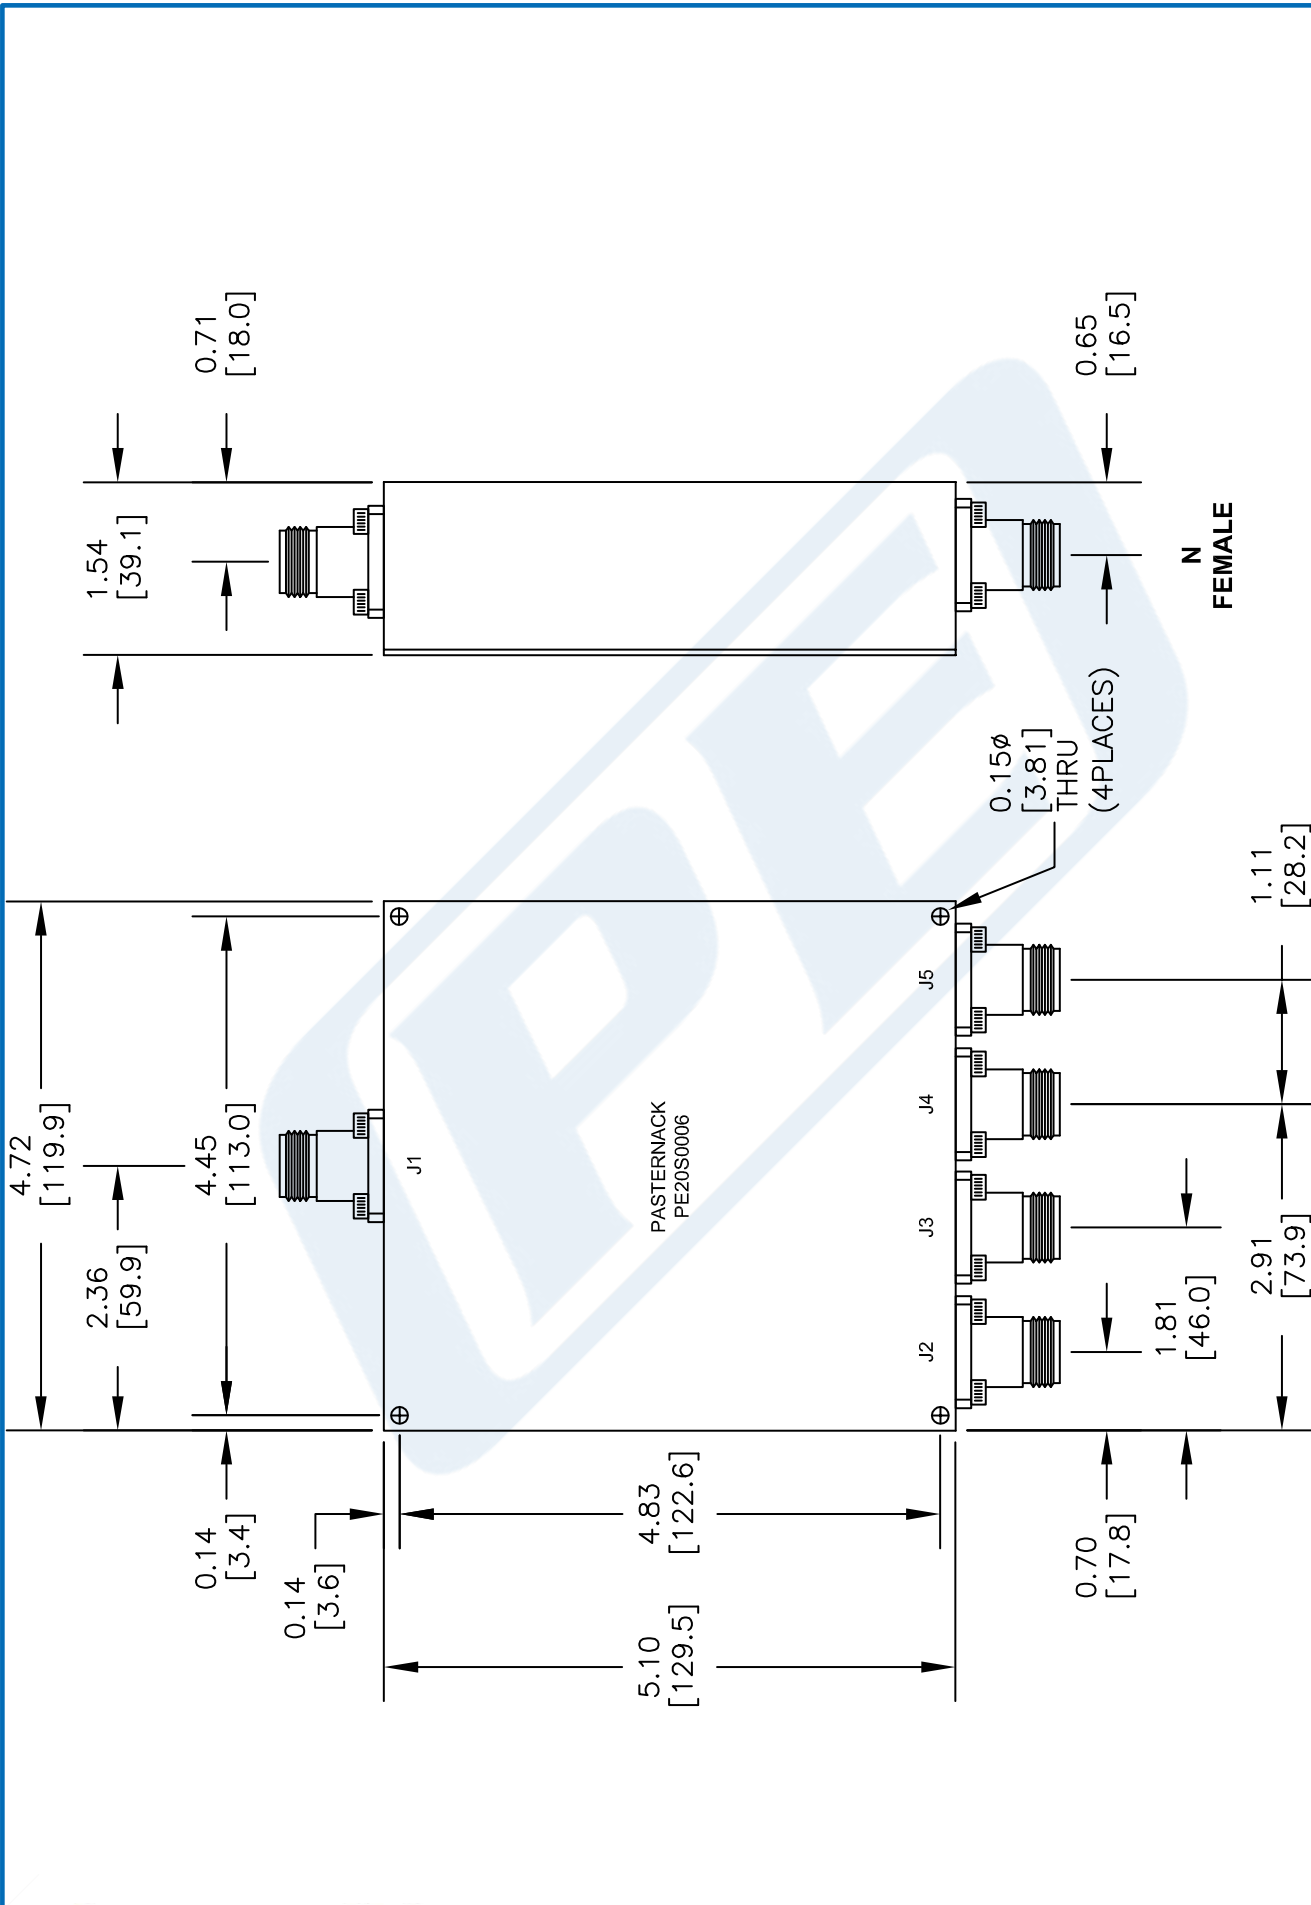 4.72
[119.9]
2.36
[59.9]
4.45
[113.0]
0.14
[3.4]
0.14
[3.6]
1.54
[39.1]
0.71
[18.0]
J1
PASTERNACK
PE20S0006
J2
J3
J4
J5
4.83
[122.6]
5.10
[129.5]
0.15ø
[3.81]
THRU
(4PLACES)
0.65
[16.5]
N
FEMALE
0.70
[17.8]
1.81
[46.0]
2.91
[73.9]
1.11
[28.2]
PE